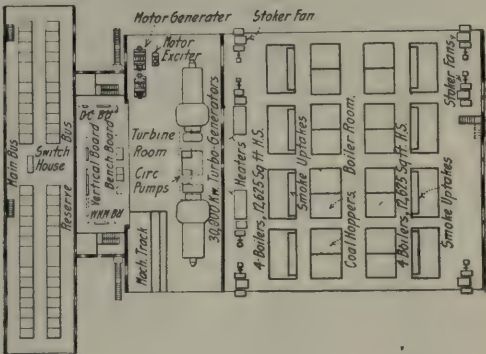 Motor Generater
Stoker Fan
Motor
Exciter
Stoker Fans
Main Bus
Switch
House
Bus
Reserve
D-C Bd
Vertical Board
Bench Board
Turbine
Room
Circ
Pumps
Mach. Track
30,000 Kw. Turbo-Generators
Heaters
4-Boilers, 12,625 Sq ft. H.S.
Smoke Uptakes
Coal Hoppers
Boiler Room.
4-Boilers, 12,625 Sq ft. H.S.
Smoke Uptakes